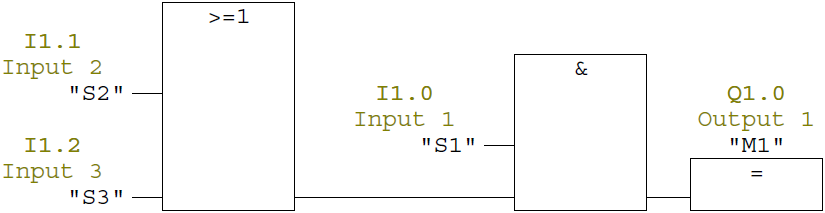 >=1
I1.1
Input 2
"S2"
I1.2
Input 3
"S3"
&
I1.0
Input 1
"S1"
Q1.0
Output 1
"M1"
=